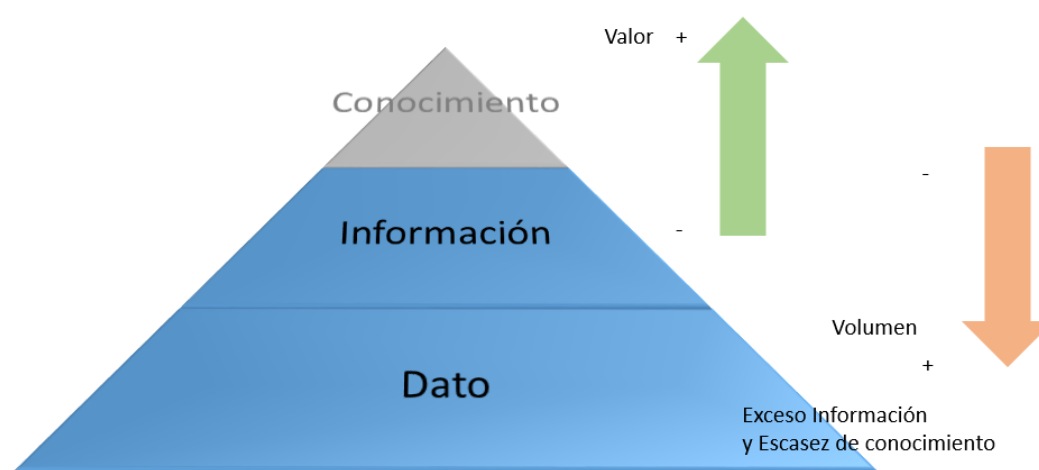 Valor +
Conocimiento
-
Información
-
Volumen
+
Dato
Exceso Información
y Escasez de conocimiento